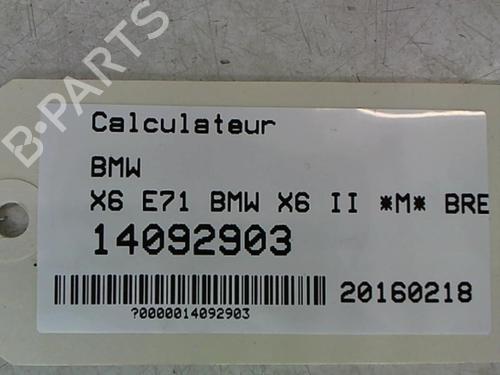 B-PARTS
Calculateur
BMW
X6 E71 BMW X6 II *M* BRE
14092903
20160218
?0000014092903